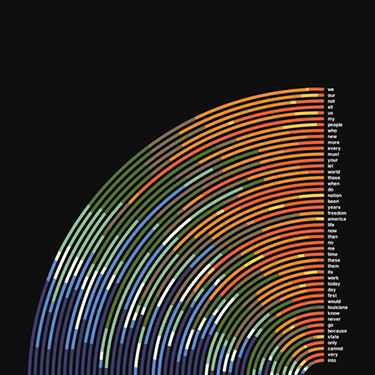 we
our
not
all
us
my
people
who
new
more
every
must
your
let
world
those
when
do
nation
been
years
freedom
america
life
now
than
no
me
time
these
them
its
work
today
day
first
would
louisiana
know
never
go
because
state
only
cannot
very
into